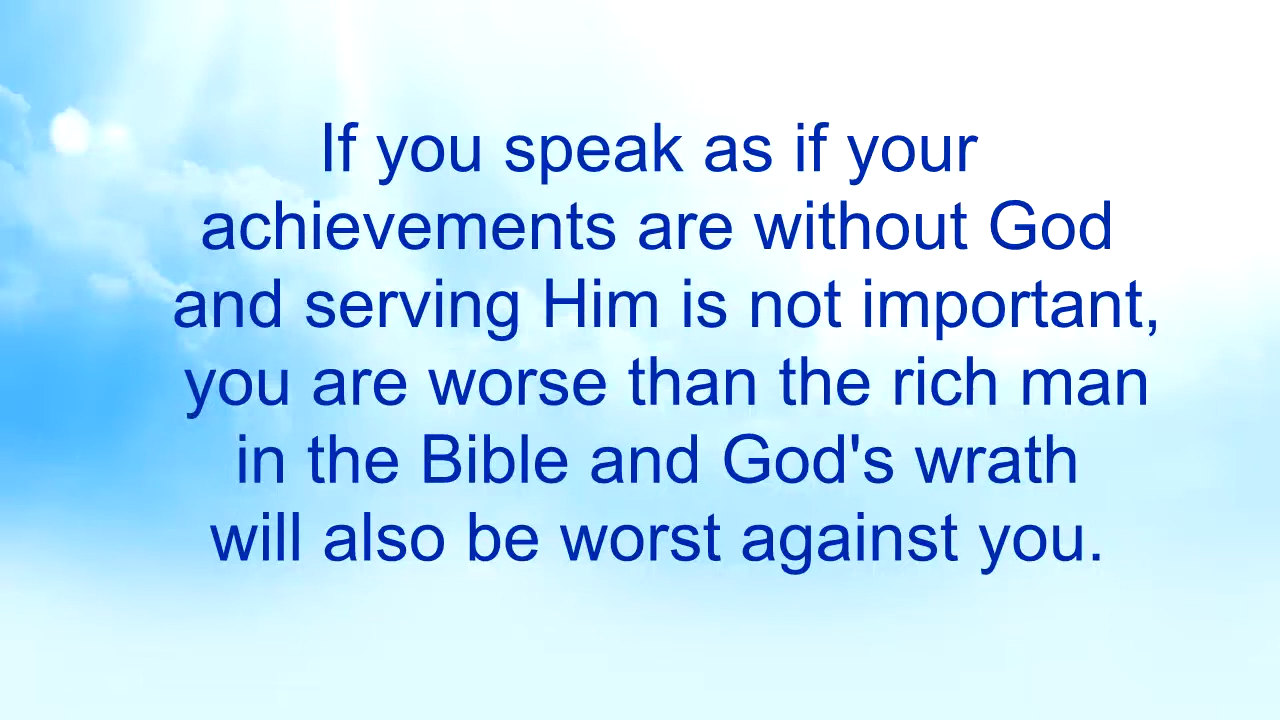 If you speak as if your
achievements are without God
and serving Him is not important,
you are worse than the rich man
in the Bible and God's wrath
will also be worst against you.